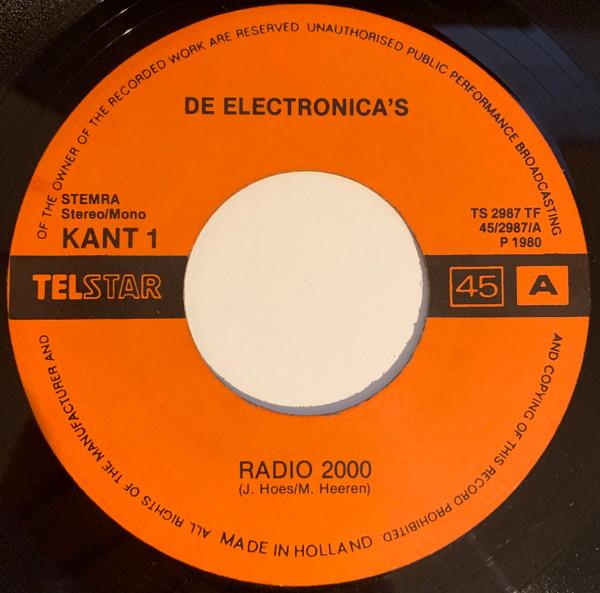 ALL RIGHTS OF THE MANUFACTURER AND OF THE OWNER OF THE RECORDED WORK ARE RESERVED UNAUTHORISED PUBLIC PERFORMANCE BROADCASTING AND COPYING OF THIS RECORD PROHIBITED.
DE ELECTRONICA'S
STEMRA
Stereo/Mono
KANT 1
TS 2987 TF
45/2987/A
P 1980
TELSTAR
45 A
RADIO 2000
(J. Hoes/M. Heeren)
MADE IN HOLLAND